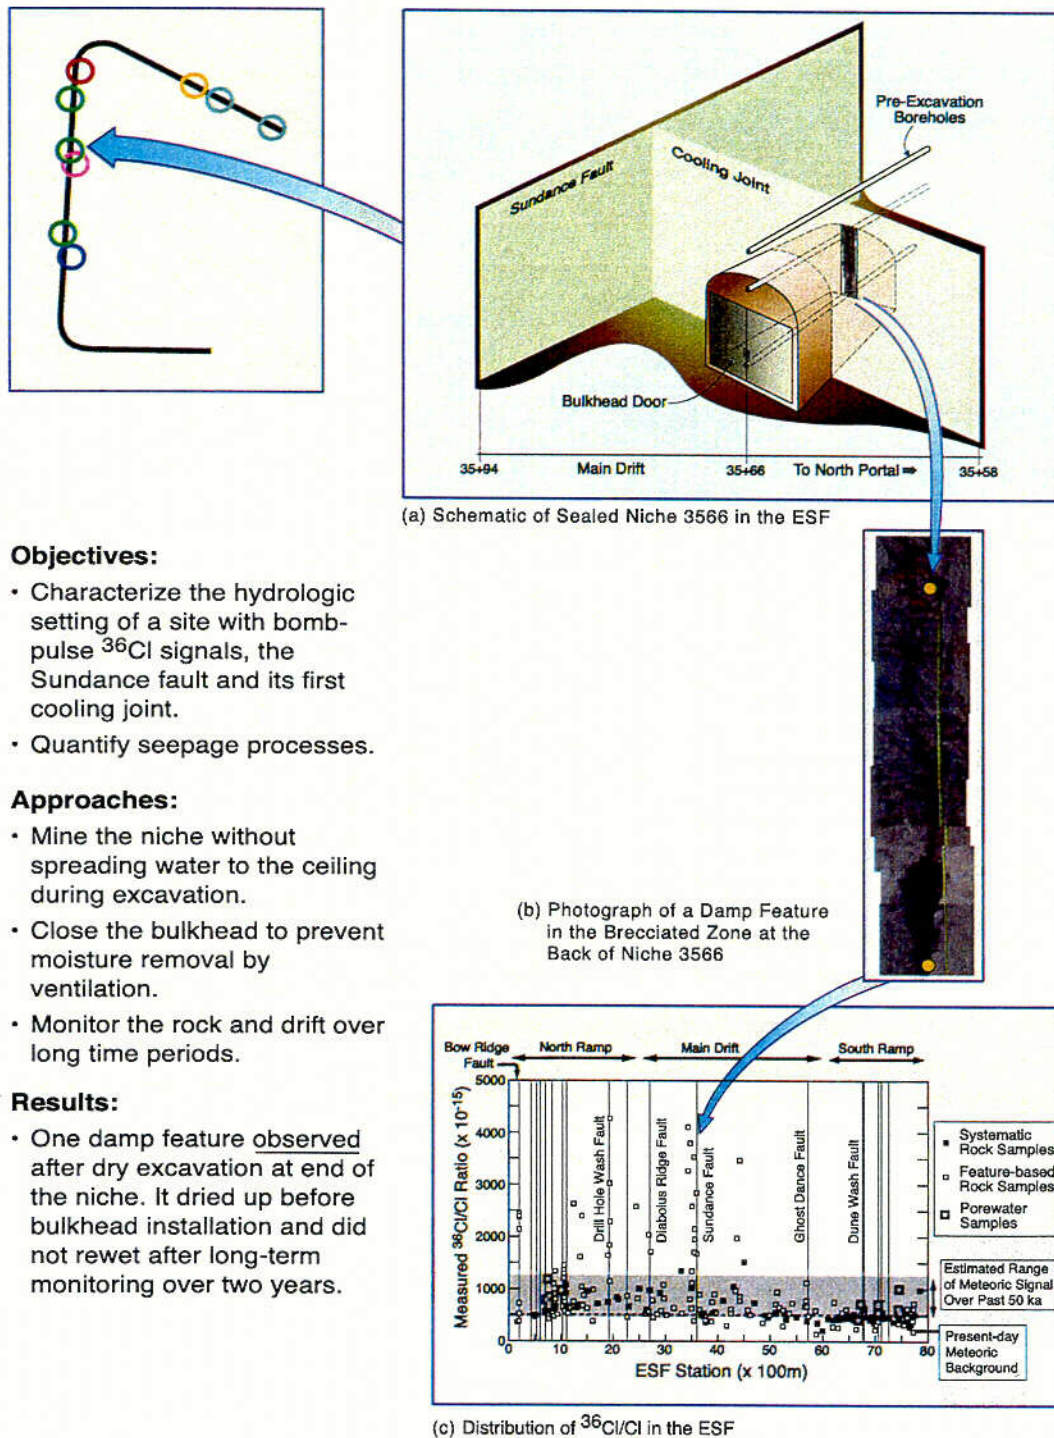 Pre-Excavation
Boreholes
Sundance Fault
Cooling Joint
Bulkhead Door
35+94
Main Drift
35+66
To North Portal ⇒
35+58
(a) Schematic of Sealed Niche 3566 in the ESF
Objectives:
• Characterize the hydrologic
setting of a site with bomb-
pulse ³⁶Cl signals, the
Sundance fault and its first
cooling joint.
• Quantify seepage processes.
Approaches:
• Mine the niche without
spreading water to the ceiling
during excavation.
• Close the bulkhead to prevent
moisture removal by
ventilation.
• Monitor the rock and drift over
long time periods.
Results:
• One damp feature observed
after dry excavation at end of
the niche. It dried up before
bulkhead installation and did
not rewet after long-term
monitoring over two years.
(b) Photograph of a Damp Feature
in the Brecciated Zone at the
Back of Niche 3566
Bow Ridge
Fault
North Ramp
Main Drift
South Ramp
Measured ³⁶Cl/Cl Ratio (x 10⁻¹⁵)
5000
4000
3000
2000
1000
500
0
Drill Hole Wash Fault
Diabolus Ridge Fault
Sundance Fault
Ghost Dance Fault
Dune Wash Fault
0 10 20 30 40 50 60 70 80
ESF Station (x 100m)
Systematic
Rock Samples
Feature-based
Rock Samples
Porewater
Samples
Estimated Range
of Meteoric Signal
Over Past 50 ka
Present-day
Meteoric
Background
(c) Distribution of ³⁶Cl/Cl in the ESF